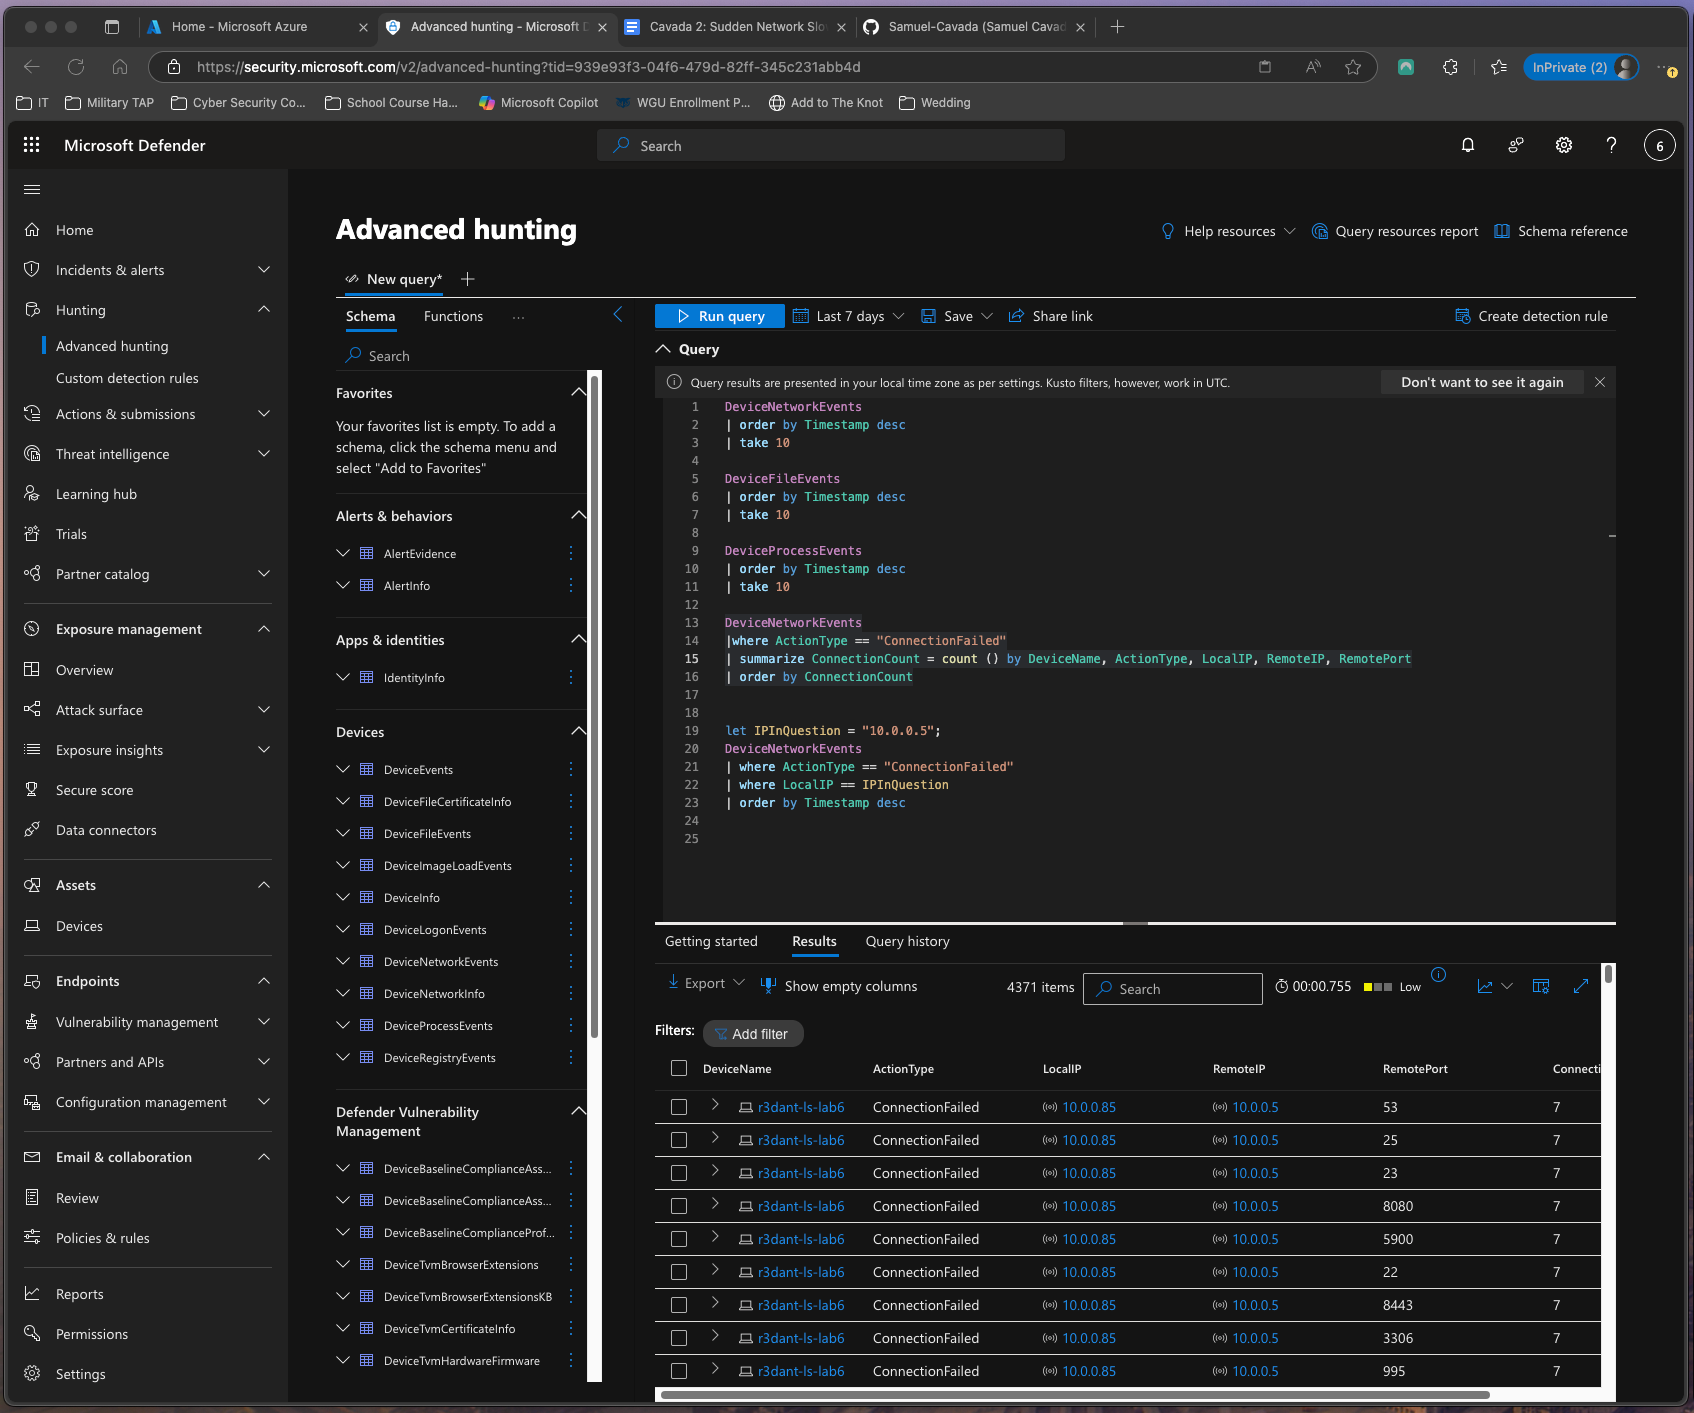 Home - Microsoft Azure
Advanced hunting - Microsoft D
Cavada 2: Sudden Network Slo
Samuel-Cavada (Samuel Cavad
https://security.microsoft.com/v2/advanced-hunting?tid=939e93f3-04f6-479d-82ff-345c231abb4d
InPrivate (2)
IT
Military TAP
Cyber Security Co...
School Course Ha...
Microsoft Copilot
WGU Enrollment P...
Add to The Knot
Wedding
Microsoft Defender
Search
6
Home
Incidents & alerts
Hunting
Advanced hunting
Custom detection rules
Actions & submissions
Threat intelligence
Learning hub
Trials
Partner catalog
Exposure management
Overview
Attack surface
Exposure insights
Secure score
Data connectors
Assets
Devices
Endpoints
Vulnerability management
Partners and APIs
Configuration management
Email & collaboration
Review
Policies & rules
Reports
Permissions
Settings
Advanced hunting
Help resources
Query resources report
Schema reference
New query*
Schema
Functions
...
Search
Favorites
Your favorites list is empty. To add a
schema, click the schema menu and
select "Add to Favorites"
Alerts & behaviors
AlertEvidence
AlertInfo
Apps & identities
IdentityInfo
Devices
DeviceEvents
DeviceFileCertificateInfo
DeviceFileEvents
DeviceImageLoadEvents
DeviceInfo
DeviceLogonEvents
DeviceNetworkEvents
DeviceNetworkInfo
DeviceProcessEvents
DeviceRegistryEvents
Defender Vulnerability
Management
DeviceBaselineComplianceAss...
DeviceBaselineComplianceAss...
DeviceBaselineComplianceProf...
DeviceTvmBrowserExtensions
DeviceTvmBrowserExtensionsKB
DeviceTvmCertificateInfo
DeviceTvmHardwareFirmware
Run query
Last 7 days
Save
Share link
Create detection rule
Query
Query results are presented in your local time zone as per settings. Kusto filters, however, work in UTC.
Don't want to see it again
1 DeviceNetworkEvents
2 | order by Timestamp desc
3 | take 10
4
5 DeviceFileEvents
6 | order by Timestamp desc
7 | take 10
8
9 DeviceProcessEvents
10 | order by Timestamp desc
11 | take 10
12
13 DeviceNetworkEvents
14 |where ActionType == "ConnectionFailed"
15 | summarize ConnectionCount = count () by DeviceName, ActionType, LocalIP, RemoteIP, RemotePort
16 | order by ConnectionCount
17
18
19 let IPInQuestion = "10.0.0.5";
20 DeviceNetworkEvents
21 | where ActionType == "ConnectionFailed"
22 | where LocalIP == IPInQuestion
23 | order by Timestamp desc
24
25
Getting started
Results
Query history
Export
Show empty columns
4371 items
Search
00:00.755
Low
Filters:
Add filter
DeviceName ActionType LocalIP RemoteIP RemotePort Connecti
r3dant-ls-lab6 ConnectionFailed 10.0.0.85 10.0.0.5 53 7
r3dant-ls-lab6 ConnectionFailed 10.0.0.85 10.0.0.5 25 7
r3dant-ls-lab6 ConnectionFailed 10.0.0.85 10.0.0.5 23 7
r3dant-ls-lab6 ConnectionFailed 10.0.0.85 10.0.0.5 8080 7
r3dant-ls-lab6 ConnectionFailed 10.0.0.85 10.0.0.5 5900 7
r3dant-ls-lab6 ConnectionFailed 10.0.0.85 10.0.0.5 22 7
r3dant-ls-lab6 ConnectionFailed 10.0.0.85 10.0.0.5 8443 7
r3dant-ls-lab6 ConnectionFailed 10.0.0.85 10.0.0.5 3306 7
r3dant-ls-lab6 ConnectionFailed 10.0.0.85 10.0.0.5 995 7